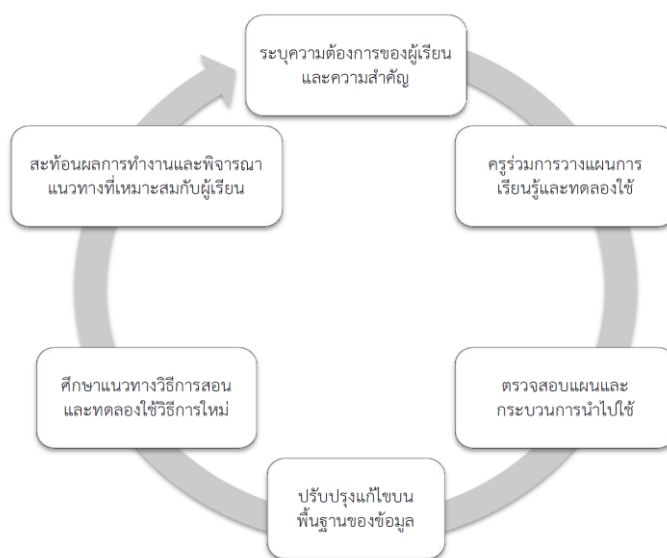 ระบุความต้องการของผู้เรียน
และความสำคัญ
ครูร่วมการวางแผนการ
เรียนรู้และทดลองใช้
ตรวจสอบแผนและ
กระบวนการนำไปใช้
ปรับปรุงแก้ไขบน
พื้นฐานของข้อมูล
ศึกษาแนวทางวิธีการสอน
และทดลองใช้วิธีการใหม่
สะท้อนผลการทำงานและพิจารณา
แนวทางที่เหมาะสมกับผู้เรียน